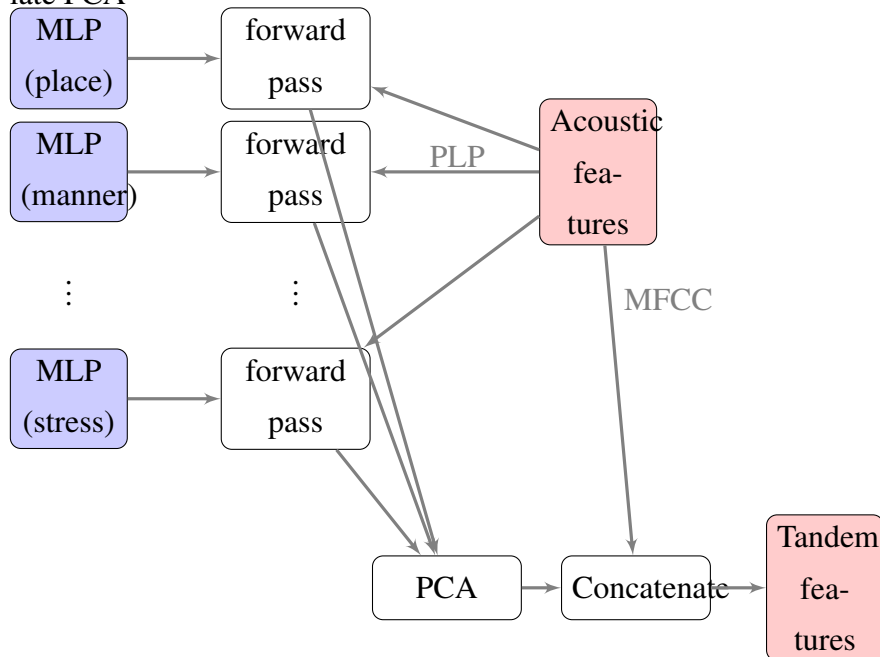 PCA
MLP
(place)
forward
pass
MLP
(manner)
forward
pass
PLP
Acoustic
fea-
tures
⋮
⋮
MFCC
MLP
(stress)
forward
pass
PCA
Concatenate
Tandem
fea-
tures